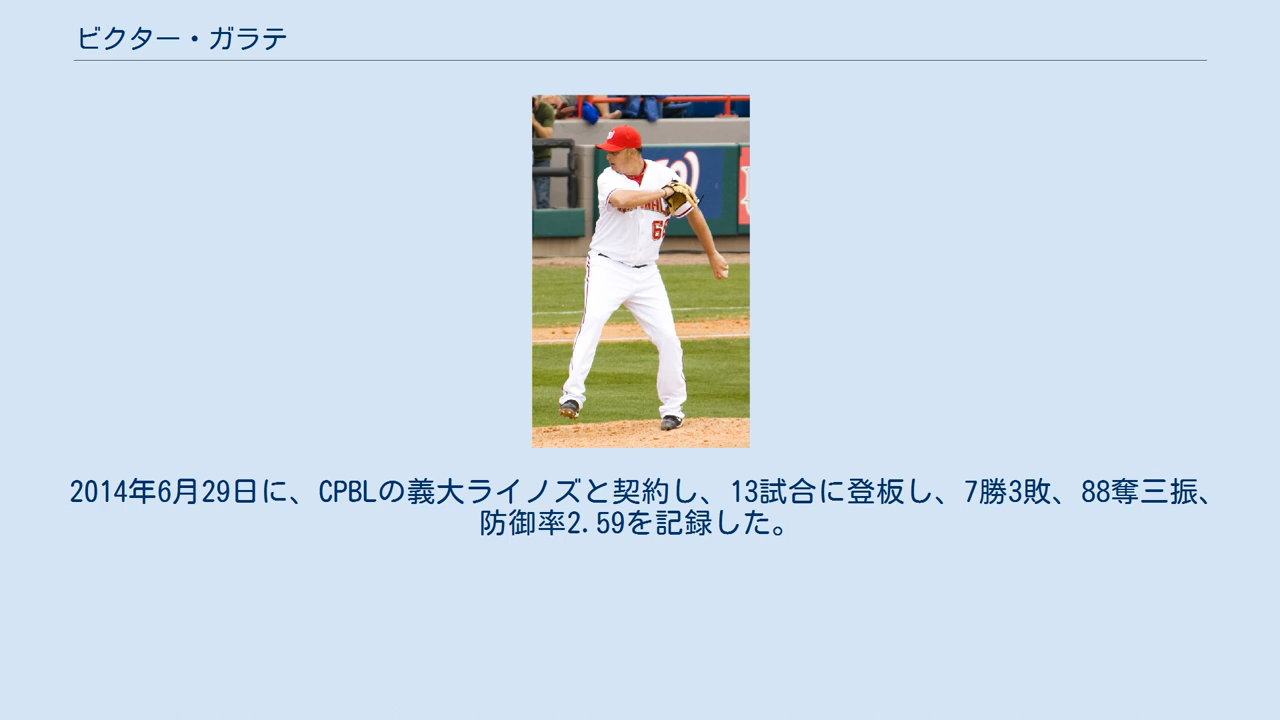 ビクター・ガラテ
2014年6月29日に、CPBLの義大ライノズと契約し、13試合に登板し、7勝3敗、88奪三振、
防御率2.59を記録した。